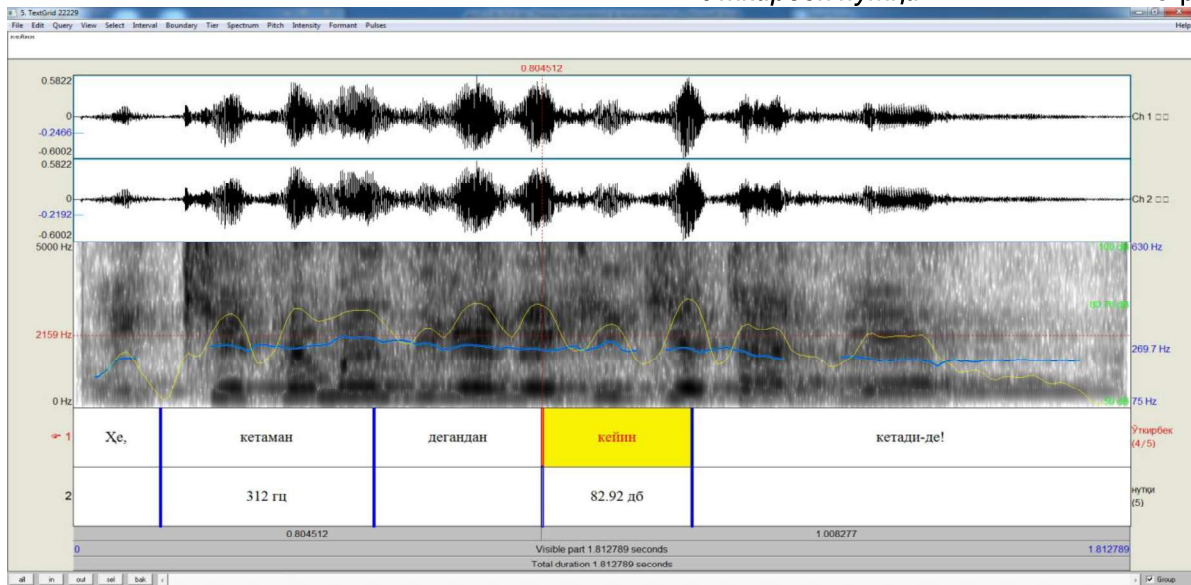 5. TextGrid 22229
File Edit Query View Select Interval Boundary Tier Spectrum Pitch Intensity Formant Pulses Help
кейин
0.804512
0.5822
0
-0.2466
-0.6002
Ch 1
0.5822
0
-0.2192
-0.6002
Ch 2
5000 Hz
630 Hz
2159 Hz
269.7 Hz
0 Hz
75 Hz
1 Ҳе, кетаман дегандан кейин кетади-де! Ўткирбек
(4/5)
2 312 гц 82.92 дб нутқи
(5)
0.804512 1.008277
0 Visible part 1.812789 seconds 1.812789
Total duration 1.812789 seconds
all in out sel bak Group